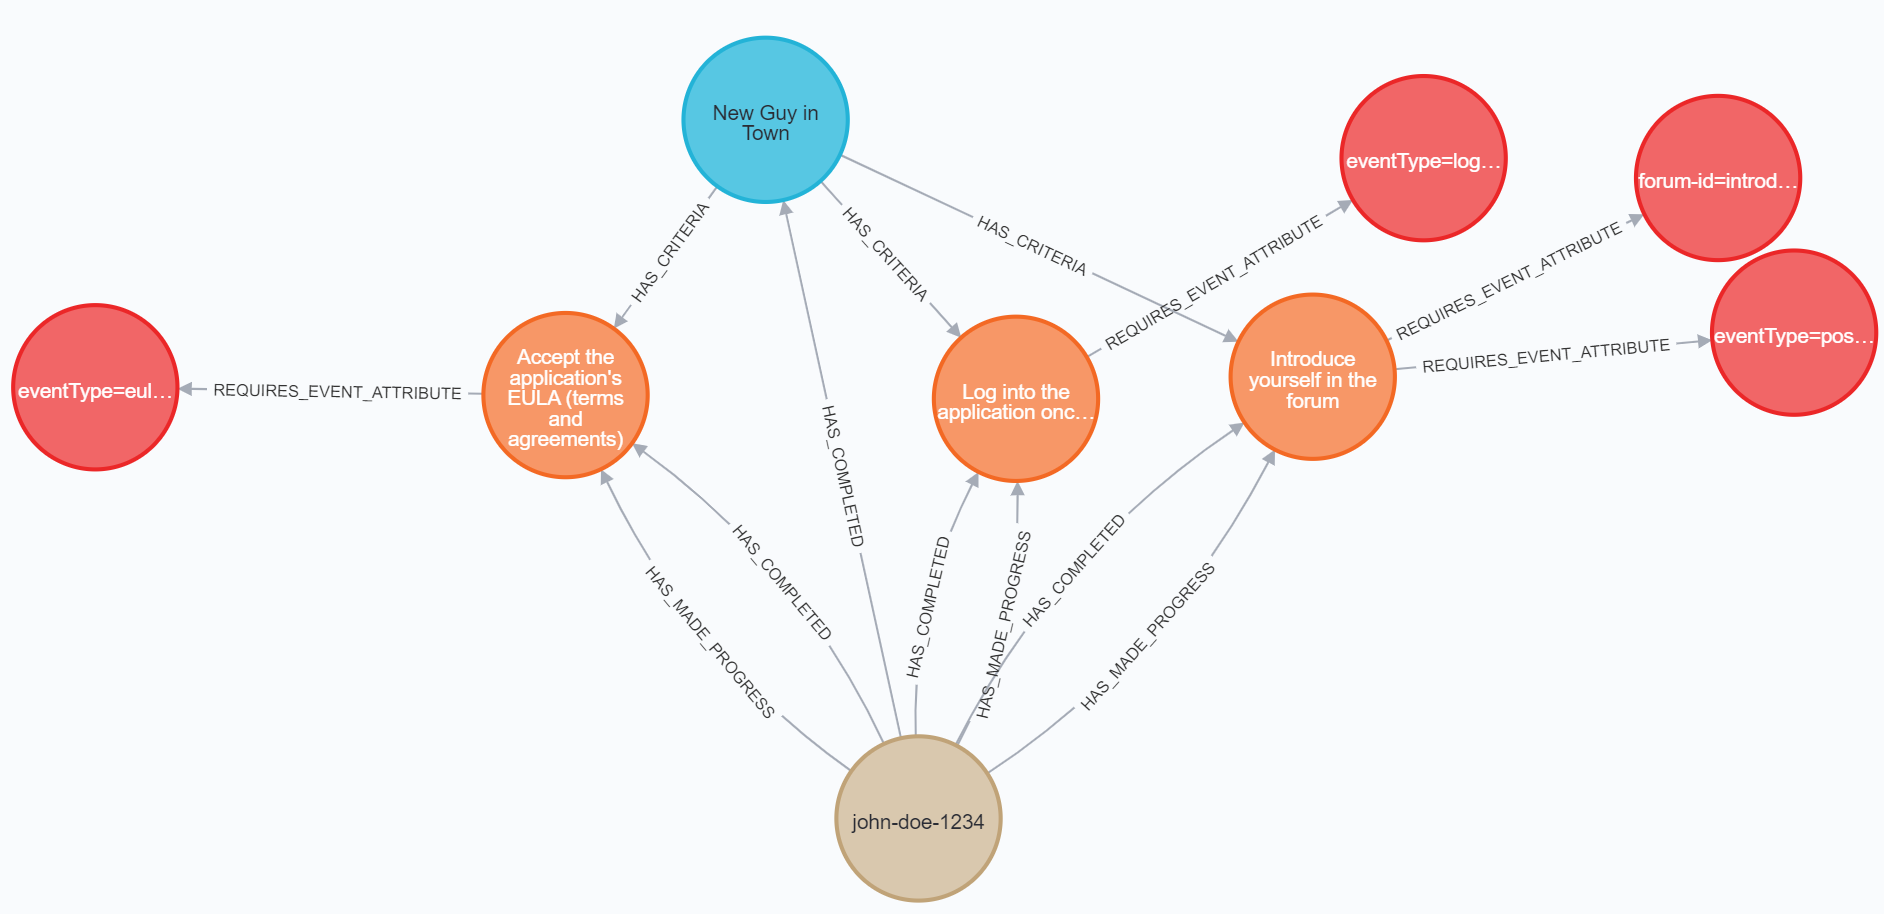 New Guy in
Town
eventType=log…
forum-id=introd…
HAS_CRITERIA
HAS_CRITERIA
HAS_CRITERIA
REQUIRES_EVENT_ATTRIBUTE
REQUIRES_EVENT_ATTRIBUTE
eventType=pos…
REQUIRES_EVENT_ATTRIBUTE
eventType=eul…
REQUIRES_EVENT_ATTRIBUTE
Accept the
application's
EULA (terms
and
agreements)
Log into the
application onc…
Introduce
yourself in the
forum
HAS_COMPLETED
HAS_COMPLETED
HAS_COMPLETED
HAS_COMPLETED
HAS_MADE_PROGRESS
HAS_MADE_PROGRESS
HAS_MADE_PROGRESS
john-doe-1234